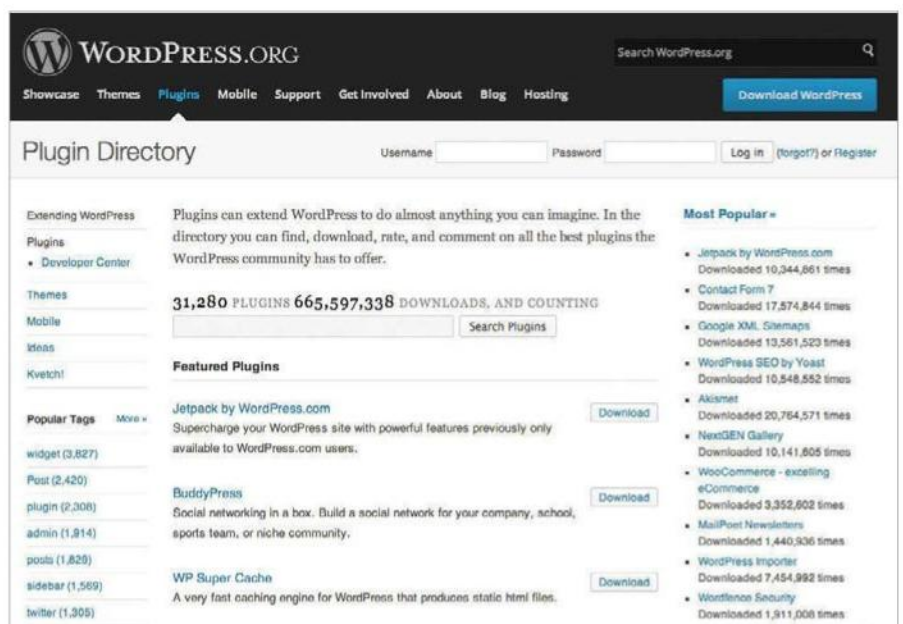 WORDPRESS.ORG
Search WordPress.org
Showcase Themes Plugins Mobile Support Get Involved About Blog Hosting
Download WordPress
Plugin Directory
Username
Password
Log in (forgot?) or Register
Extending WordPress
Plugins
• Developer Center
Themes
Mobile
Ideas
Kvetch!
Popular Tags More »
widget (3,827)
Post (2,420)
plugin (2,308)
admin (1,914)
posts (1,829)
sidebar (1,569)
twitter (1,305)
Plugins can extend WordPress to do almost anything you can imagine. In the
directory you can find, download, rate, and comment on all the best plugins the
WordPress community has to offer.
31,280 PLUGINS 665,597,338 DOWNLOADS, AND COUNTING
Search Plugins
Featured Plugins
Jetpack by WordPress.com
Download
Supercharge your WordPress site with powerful features previously only
available to WordPress.com users.
BuddyPress
Download
Social networking in a box. Build a social network for your company, school,
sports team, or niche community.
WP Super Cache
Download
A very fast caching engine for WordPress that produces static html files.
Most Popular »
• Jetpack by WordPress.com
Downloaded 10,344,861 times
• Contact Form 7
Downloaded 17,574,844 times
• Google XML Sitemaps
Downloaded 13,561,523 times
• WordPress SEO by Yoast
Downloaded 10,548,552 times
• Akismet
Downloaded 20,764,571 times
• NextGEN Gallery
Downloaded 10,141,805 times
• WooCommerce - excelling
eCommerce
Downloaded 3,352,602 times
• MailPoet Newsletters
Downloaded 1,440,936 times
• WordPress Importer
Downloaded 7,454,992 times
• Wordfence Security
Downloaded 1,911,008 times